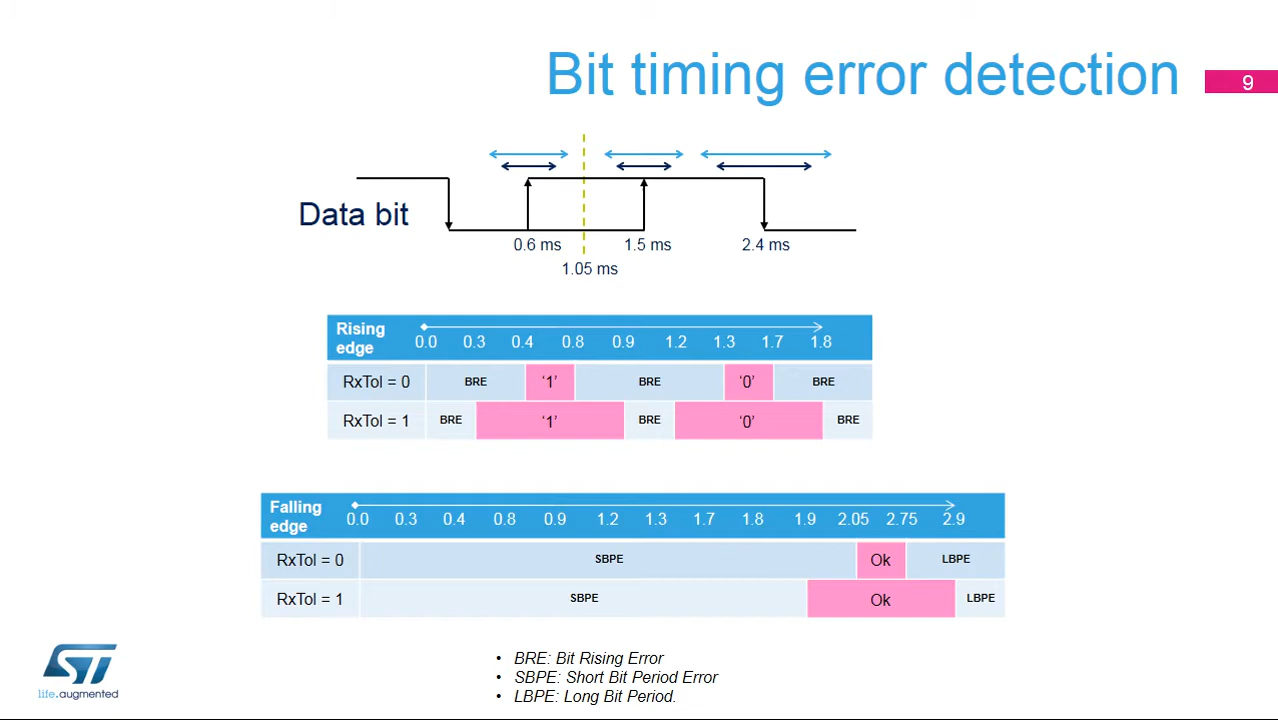 Bit timing error detection
9
Data bit
0.6 ms 1.5 ms 2.4 ms
1.05 ms
Rising edge 0.0 0.3 0.4 0.8 0.9 1.2 1.3 1.7 1.8
RxTol = 0 BRE ‘1’ BRE ‘0’ BRE
RxTol = 1 BRE ‘1’ BRE ‘0’ BRE
Falling edge 0.0 0.3 0.4 0.8 0.9 1.2 1.3 1.7 1.8 1.9 2.05 2.75 2.9
RxTol = 0 SBPE Ok LBPE
RxTol = 1 SBPE Ok LBPE
• BRE: Bit Rising Error
• SBPE: Short Bit Period Error
• LBPE: Long Bit Period.
ST
life.augmented